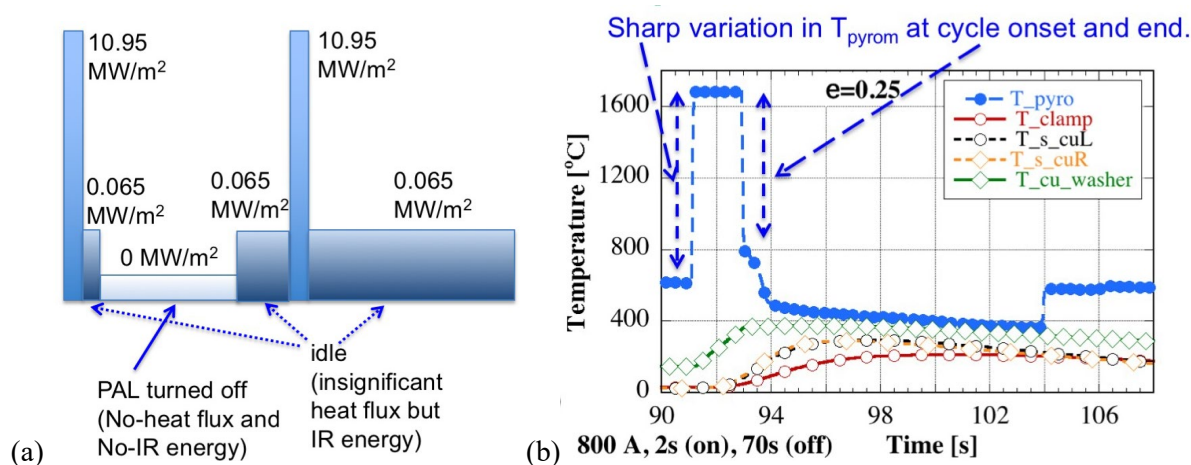 (a)
10.95
MW/m²
10.95
MW/m²
0.065
MW/m²
0.065
MW/m²
0.065
MW/m²
0 MW/m²
PAL turned off
(No-heat flux and
No-IR energy)
idle
(insignificant
heat flux but
IR energy)
(b)
Sharp variation in Tpyrom at cycle onset and end.
e=0.25
T_pyro
T_clamp
T_s_cuL
T_s_cuR
T_cu_washer
Temperature [°C]
1600
1200
800
400
0
90 94 98 102 106
800 A, 2s (on), 70s (off) Time [s]